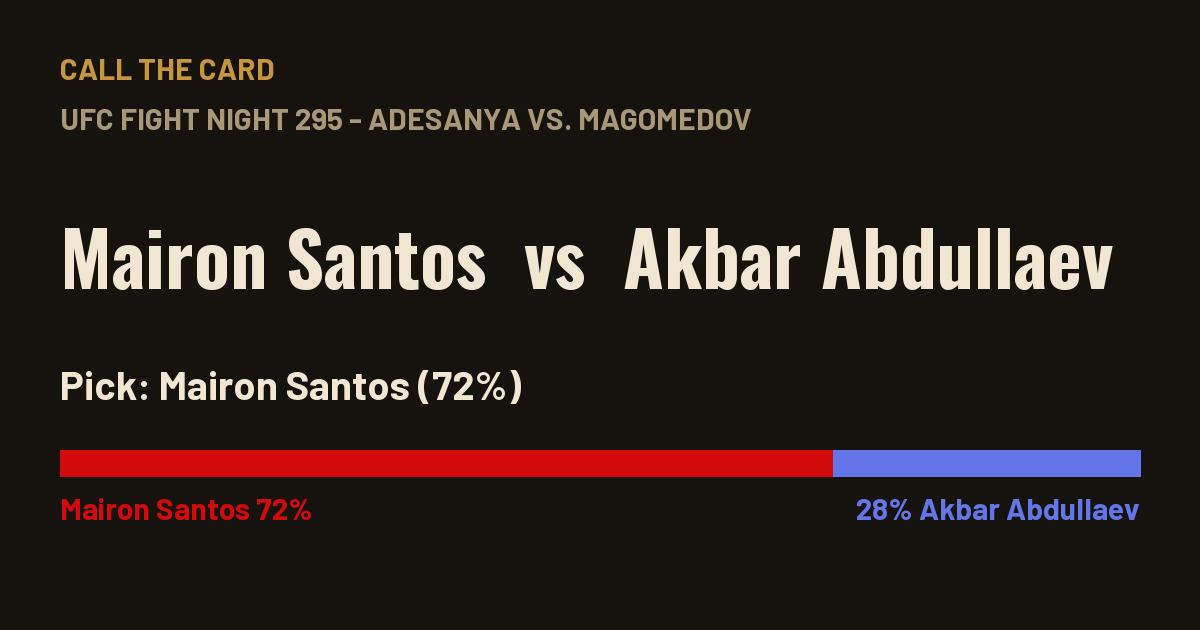 CALL THE CARD
UFC FIGHT NIGHT 295 - ADESANYA VS. MAGOMEDOV
Mairon Santos vs Akbar Abdullaev
Pick: Mairon Santos (72%)
Mairon Santos 72%
28% Akbar Abdullaev